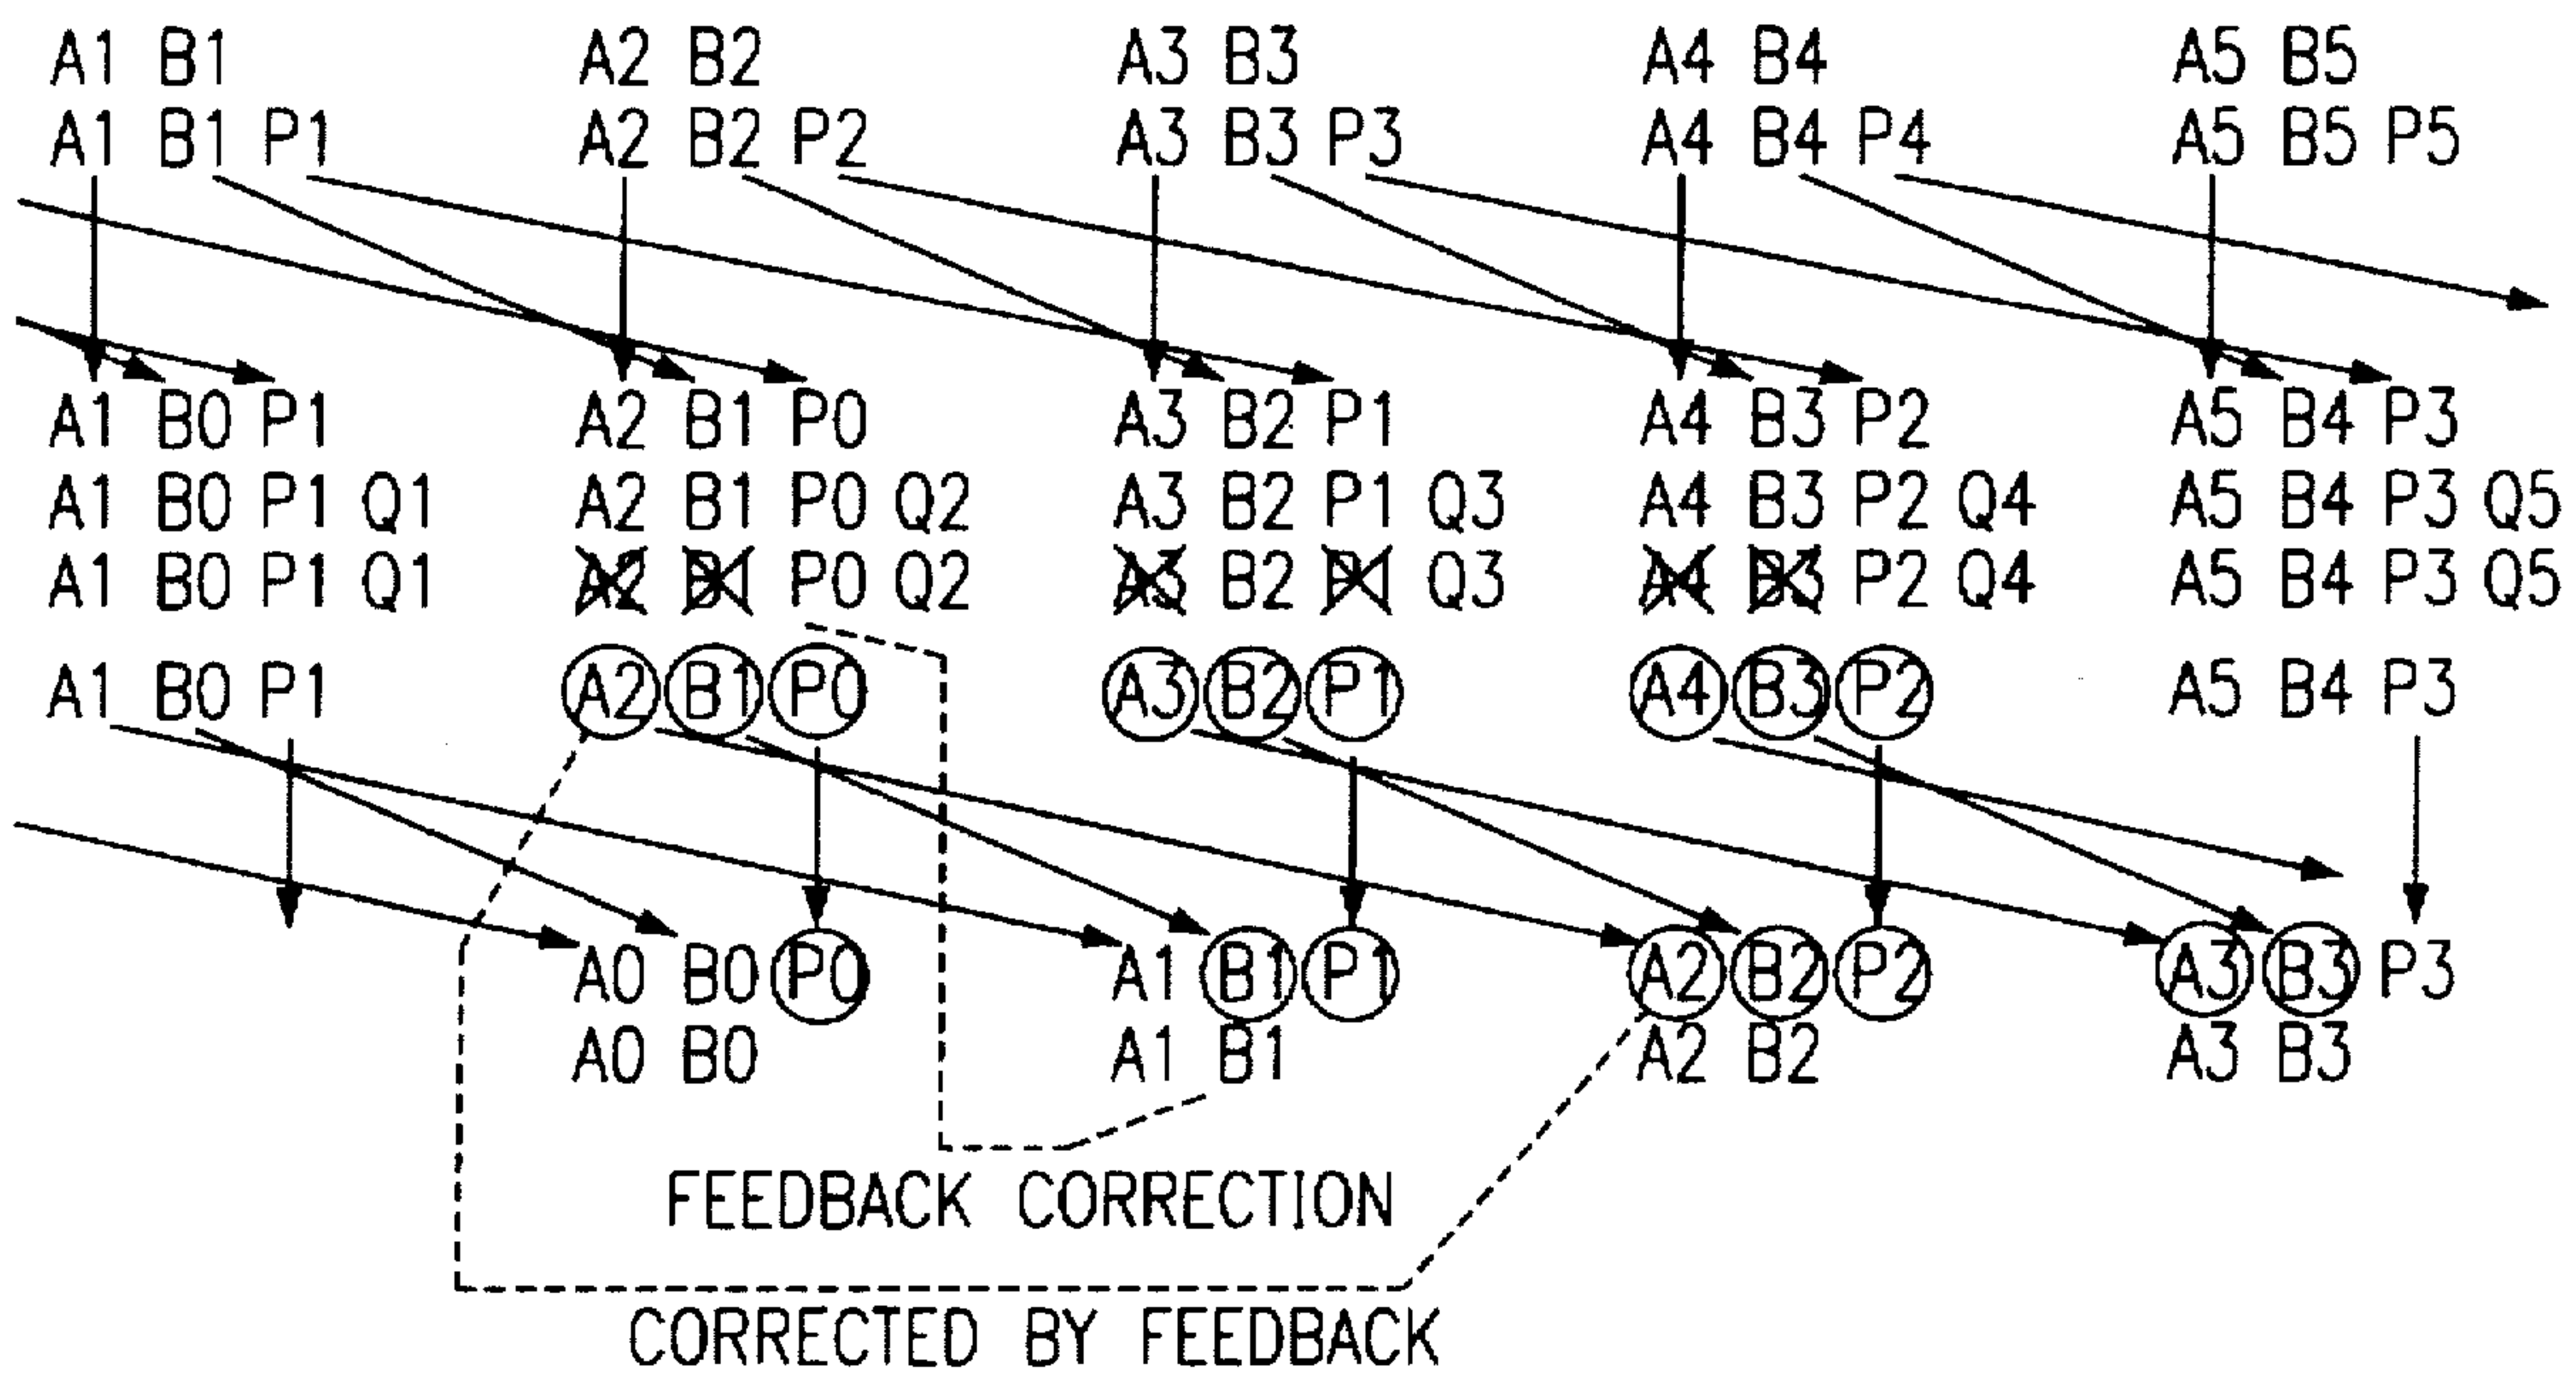 A1 B1 A2 B2 A3 B3 A4 B4 A5 B5
A1 B1 P1 A2 B2 P2 A3 B3 P3 A4 B4 P4 A5 B5 P5
A1 B0 P1 A2 B1 P0 A3 B2 P1 A4 B3 P2 A5 B4 P3
A1 B0 P1 Q1 A2 B1 P0 Q2 A3 B2 P1 Q3 A4 B3 P2 Q4 A5 B4 P3 Q5
A1 B0 P1 Q1 A2 B1 P0 Q2 A3 B2 P1 Q3 A4 B3 P2 Q4 A5 B4 P3 Q5
A1 B0 P1 A2 B1 P0 A3 B2 P1 A4 B3 P2 A5 B4 P3
A0 B0 P0 A1 B1 P1 A2 B2 P2 A3 B3 P3
A0 B0 A1 B1 A2 B2 A3 B3
FEEDBACK CORRECTION
CORRECTED BY FEEDBACK